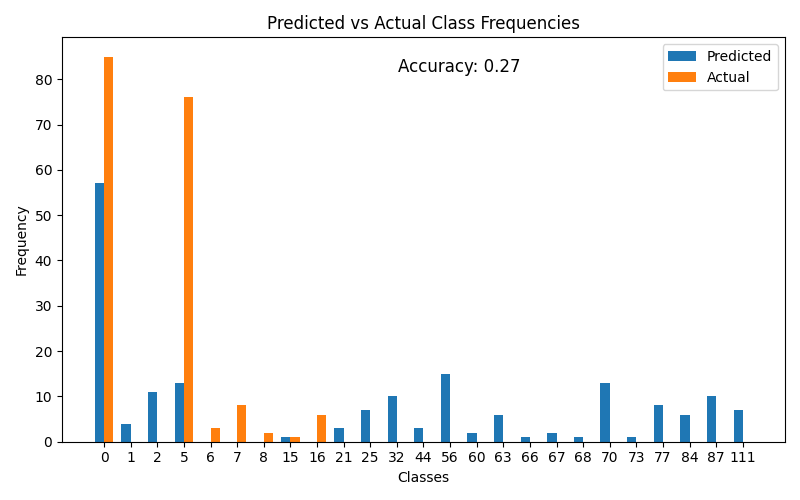 Predicted vs Actual Class Frequencies
Accuracy: 0.27
Predicted
Actual
80
70
60
50
40
30
20
10
0
Frequency
0 1 2 5 6 7 8 15 16 21 25 32 44 56 60 63 66 67 68 70 73 77 84 87 111
Classes